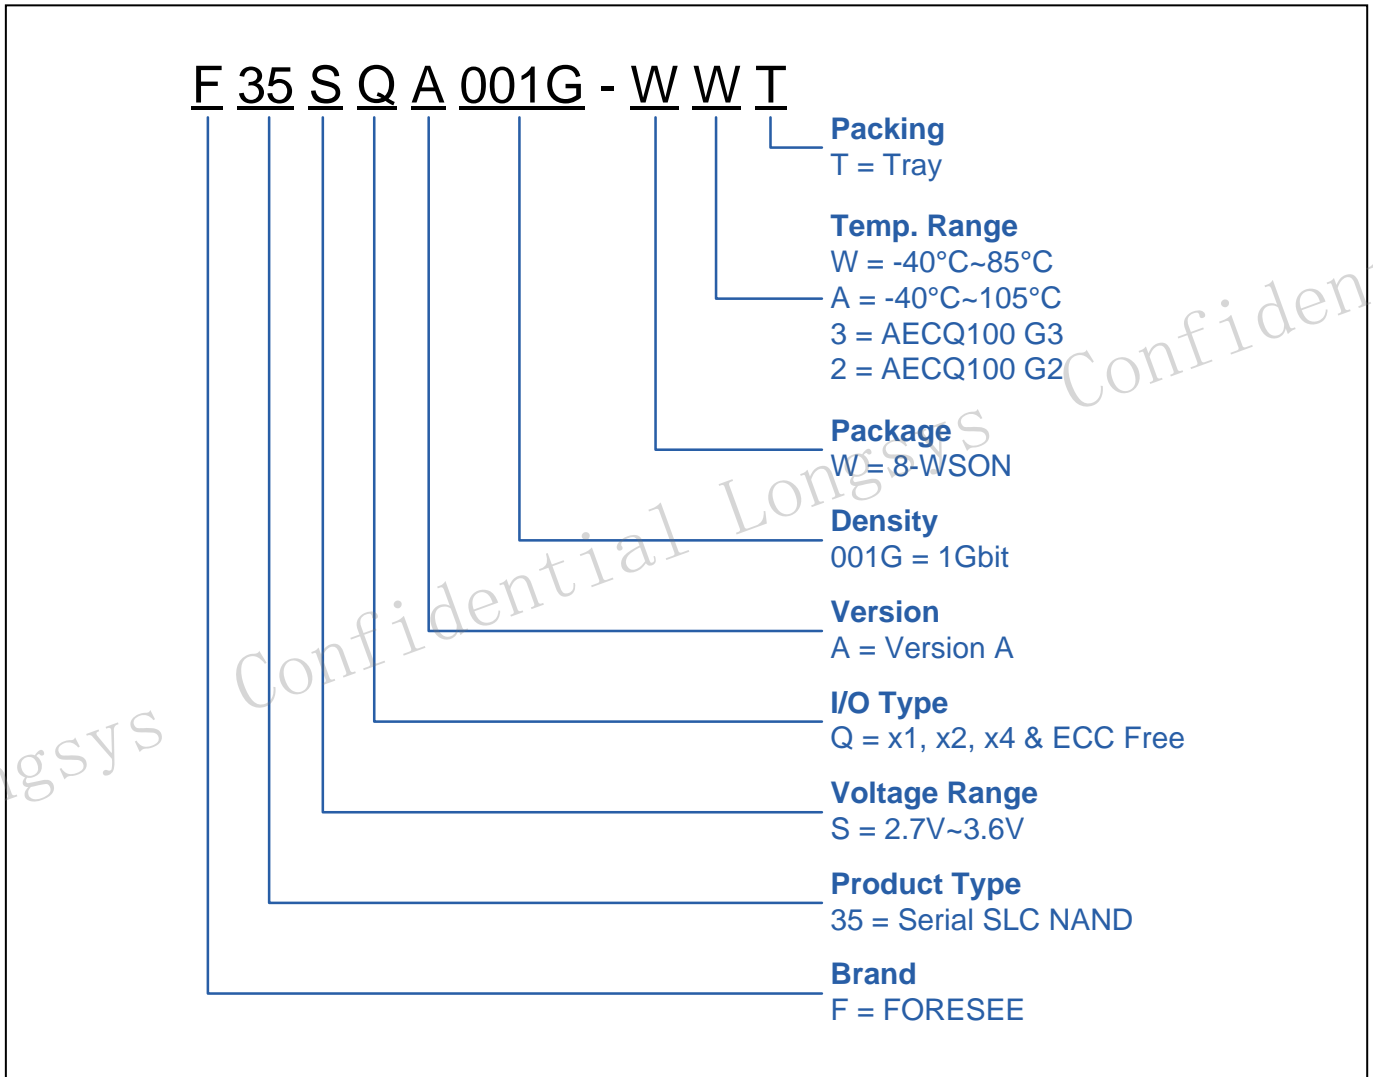 F 35 S Q A 001G - W W T
Packing
T = Tray
Temp. Range
W = -40°C~85°C
A = -40°C~105°C
3 = AECQ100 G3
2 = AECQ100 G2
Package
W = 8-WSON
Density
001G = 1Gbit
Version
A = Version A
I/O Type
Q = x1, x2, x4 & ECC Free
Voltage Range
S = 2.7V~3.6V
Product Type
35 = Serial SLC NAND
Brand
F = FORESEE
ngsys Confidential Longsys Confiden